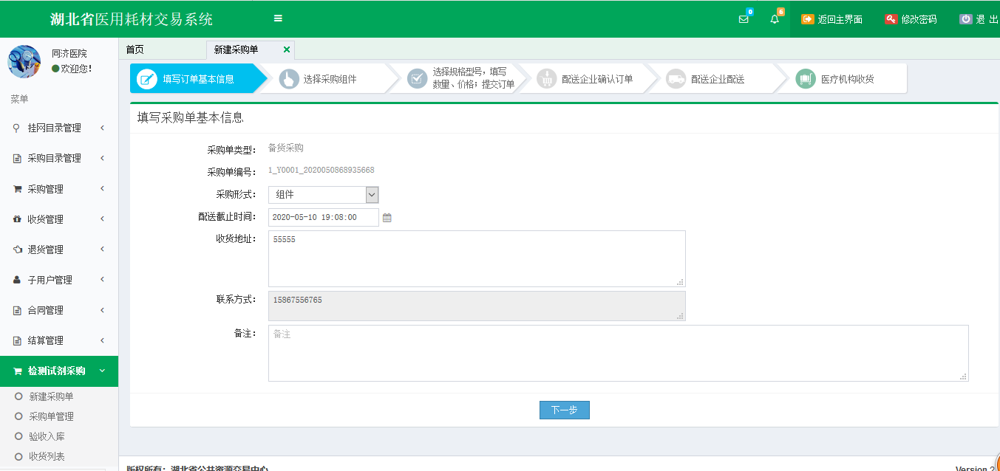 湖北省医用耗材交易系统
0
6
返回主界面
修改密码
退 出
同济医院
欢迎您!
菜单
挂网目录管理
采购目录管理
采购管理
收货管理
退货管理
子用户管理
合同管理
结算管理
检测试剂采购
新建采购单
采购单管理
验收入库
收货列表
首页
新建采购单
填写订单基本信息
选择采购组件
选择规格型号，填写
数量、价格；提交订单
配送企业确认订单
配送企业配送
医疗机构收货
填写采购单基本信息
采购单类型： 备货采购
采购单编号： 1_Y0001_2020050868935668
采购形式： 组件
配送截止时间： 2020-05-10 19:08:00
收货地址： 55555
联系方式： 15867556765
备注： 备注
下一步
版权所有：湖北省公共资源交易中心
Version 2